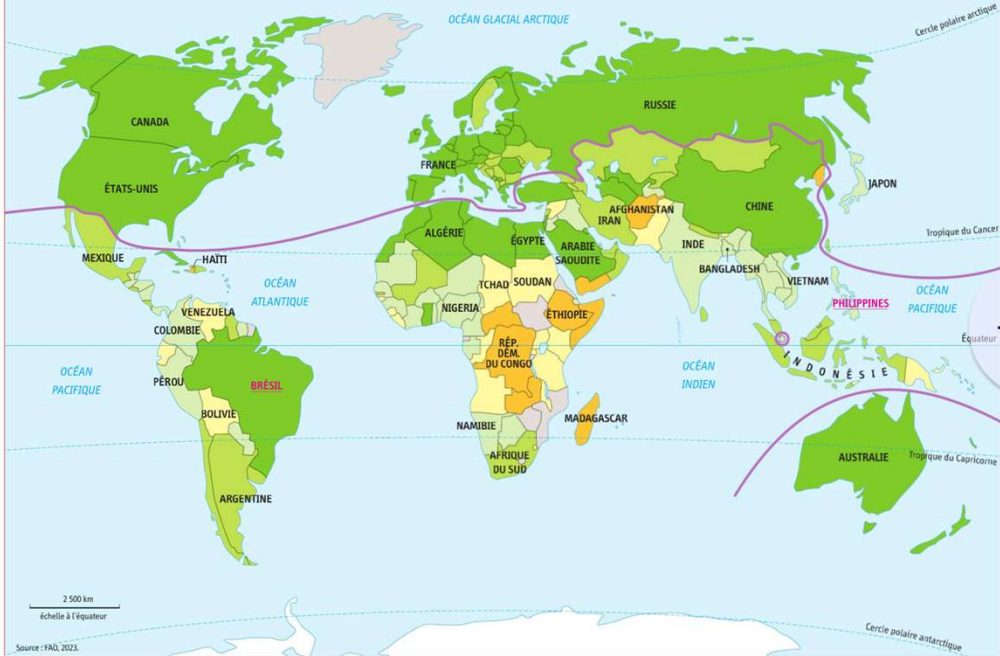 OCÉAN GLACIAL ARCTIQUE
Cercle polaire arctique
CANADA
RUSSIE
FRANCE
ÉTATS-UNIS
JAPON
CHINE
AFGHANISTAN
IRAN
ALGÉRIE
ÉGYPTE
ARABIE
SAOUDITE
INDE
Tropique du Cancer
MEXIQUE
HAÏTI
BANGLADESH
VIETNAM
OCÉAN
ATLANTIQUE
TCHAD
SOUDAN
NIGERIA
ÉTHIOPIE
PHILIPPINES
OCÉAN
PACIFIQUE
VENEZUELA
COLOMBIE
Équateur
RÉP.
DÉM.
DU CONGO
OCÉAN
INDIEN
INDONÉSIE
OCÉAN
PACIFIQUE
PÉROU
BRÉSIL
BOLIVIE
NAMIBIE
MADAGASCAR
AFRIQUE
DU SUD
AUSTRALIE
Tropique du Capricorne
ARGENTINE
2 500 km
échelle à l'équateur
Cercle polaire antarctique
Source : FAO, 2023.